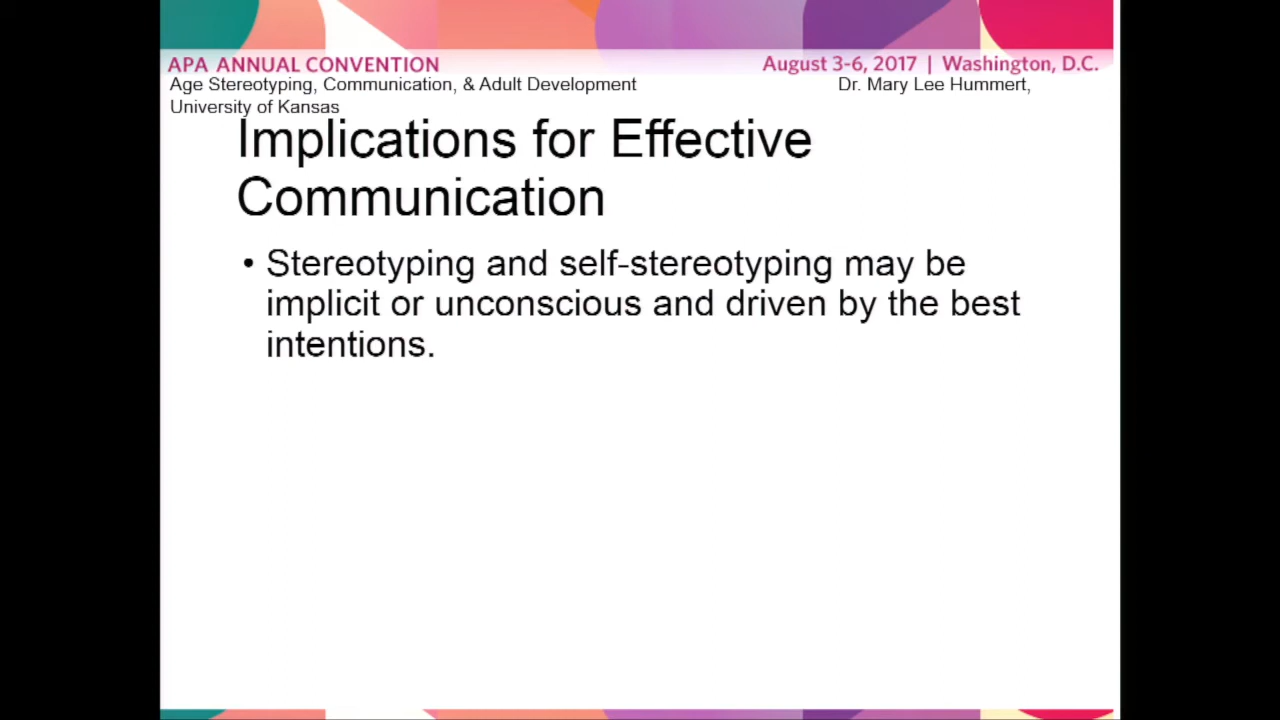 APA ANNUAL CONVENTION August 3-6, 2017 | Washington, D.C.
Age Stereotyping, Communication, & Adult Development Dr. Mary Lee Hummert,
University of Kansas
Implications for Effective
Communication
• Stereotyping and self-stereotyping may be
implicit or unconscious and driven by the best
intentions.